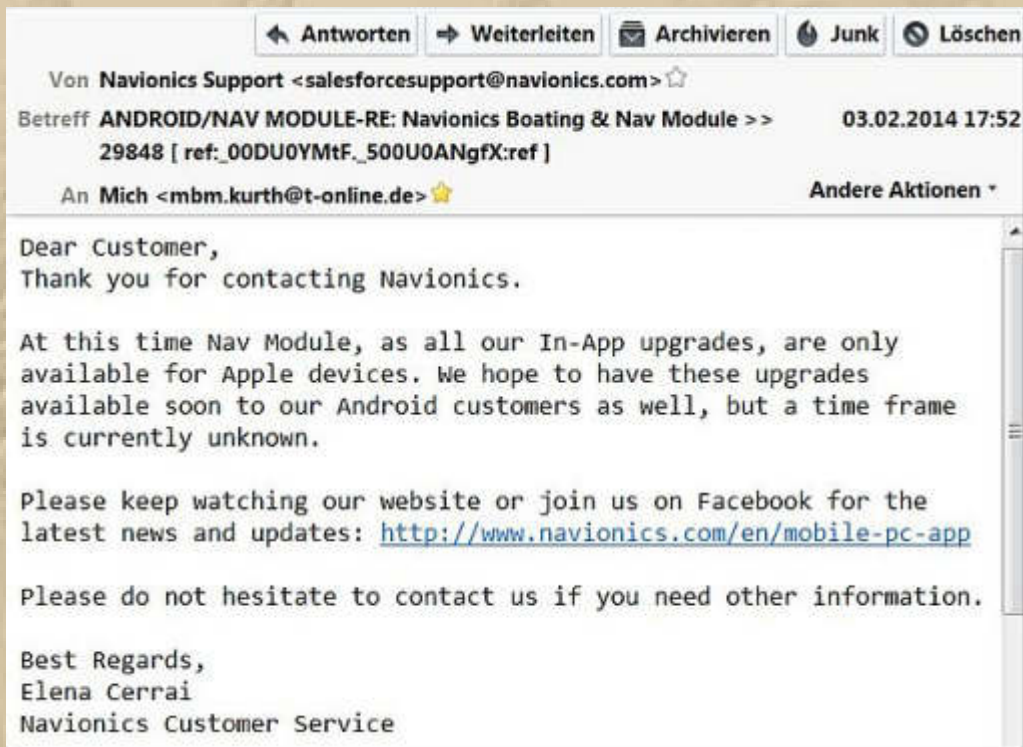 Antworten Weiterleiten Archivieren Junk Löschen
Von Navionics Support <salesforcesupport@navionics.com>
Betreff ANDROID/NAV MODULE-RE: Navionics Boating & Nav Module >> 03.02.2014 17:52
29848 [ ref:_00DU0YMtF._500U0ANgfX:ref ]
An Mich <mbm.kurth@t-online.de> Andere Aktionen
Dear Customer,
Thank you for contacting Navionics.
At this time Nav Module, as all our In-App upgrades, are only
available for Apple devices. We hope to have these upgrades
available soon to our Android customers as well, but a time frame
is currently unknown.
Please keep watching our website or join us on Facebook for the
latest news and updates: http://www.navionics.com/en/mobile-pc-app
Please do not hesitate to contact us if you need other information.
Best Regards,
Elena Cerrai
Navionics Customer Service